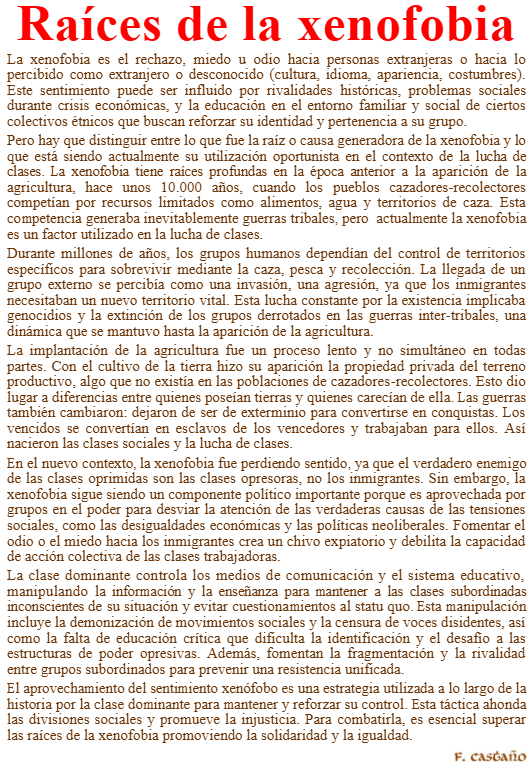 Raíces de la xenofobia
La xenofobia es el rechazo, miedo u odio hacia personas extranjeras o hacia lo
percibido como extranjero o desconocido (cultura, idioma, apariencia, costumbres).
Este sentimiento puede ser influido por rivalidades históricas, problemas sociales
durante crisis económicas, y la educación en el entorno familiar y social de ciertos
colectivos étnicos que buscan reforzar su identidad y pertenencia a su grupo.
Pero hay que distinguir entre lo que fue la raíz o causa generadora de la xenofobia y lo
que está siendo actualmente su utilización oportunista en el contexto de la lucha de
clases. La xenofobia tiene raíces profundas en la época anterior a la aparición de la
agricultura, hace unos 10.000 años, cuando los pueblos cazadores-recolectores
competían por recursos limitados como alimentos, agua y territorios de caza. Esta
competencia generaba inevitablemente guerras tribales, pero actualmente la xenofobia
es un factor utilizado en la lucha de clases.
Durante millones de años, los grupos humanos dependían del control de territorios
específicos para sobrevivir mediante la caza, pesca y recolección. La llegada de un
grupo externo se percibía como una invasión, una agresión, ya que los inmigrantes
necesitaban un nuevo territorio vital. Esta lucha constante por la existencia implicaba
genocidios y la extinción de los grupos derrotados en las guerras inter-tribales, una
dinámica que se mantuvo hasta la aparición de la agricultura.
La implantación de la agricultura fue un proceso lento y no simultáneo en todas
partes. Con el cultivo de la tierra hizo su aparición la propiedad privada del terreno
productivo, algo que no existía en las poblaciones de cazadores-recolectores. Esto dio
lugar a diferencias entre quienes poseían tierras y quienes carecían de ella. Las guerras
también cambiaron: dejaron de ser de exterminio para convertirse en conquistas. Los
vencidos se convertían en esclavos de los vencedores y trabajaban para ellos. Así
nacieron las clases sociales y la lucha de clases.
En el nuevo contexto, la xenofobia fue perdiendo sentido, ya que el verdadero enemigo
de las clases oprimidas son las clases opresoras, no los inmigrantes. Sin embargo, la
xenofobia sigue siendo un componente político importante porque es aprovechada por
grupos en el poder para desviar la atención de las verdaderas causas de las tensiones
sociales, como las desigualdades económicas y las políticas neoliberales. Fomentar el
odio o el miedo hacia los inmigrantes crea un chivo expiatorio y debilita la capacidad
de acción colectiva de las clases trabajadoras.
La clase dominante controla los medios de comunicación y el sistema educativo,
manipulando la información y la enseñanza para mantener a las clases subordinadas
inconscientes de su situación y evitar cuestionamientos al statu quo. Esta manipulación
incluye la demonización de movimientos sociales y la censura de voces disidentes, así
como la falta de educación crítica que dificulta la identificación y el desafío a las
estructuras de poder opresivas. Además, fomentan la fragmentación y la rivalidad
entre grupos subordinados para prevenir una resistencia unificada.
El aprovechamiento del sentimiento xenófobo es una estrategia utilizada a lo largo de la
historia por la clase dominante para mantener y reforzar su control. Esta táctica ahonda
las divisiones sociales y promueve la injusticia. Para combatirla, es esencial superar
las raíces de la xenofobia promoviendo la solidaridad y la igualdad.
F. CASTAÑO